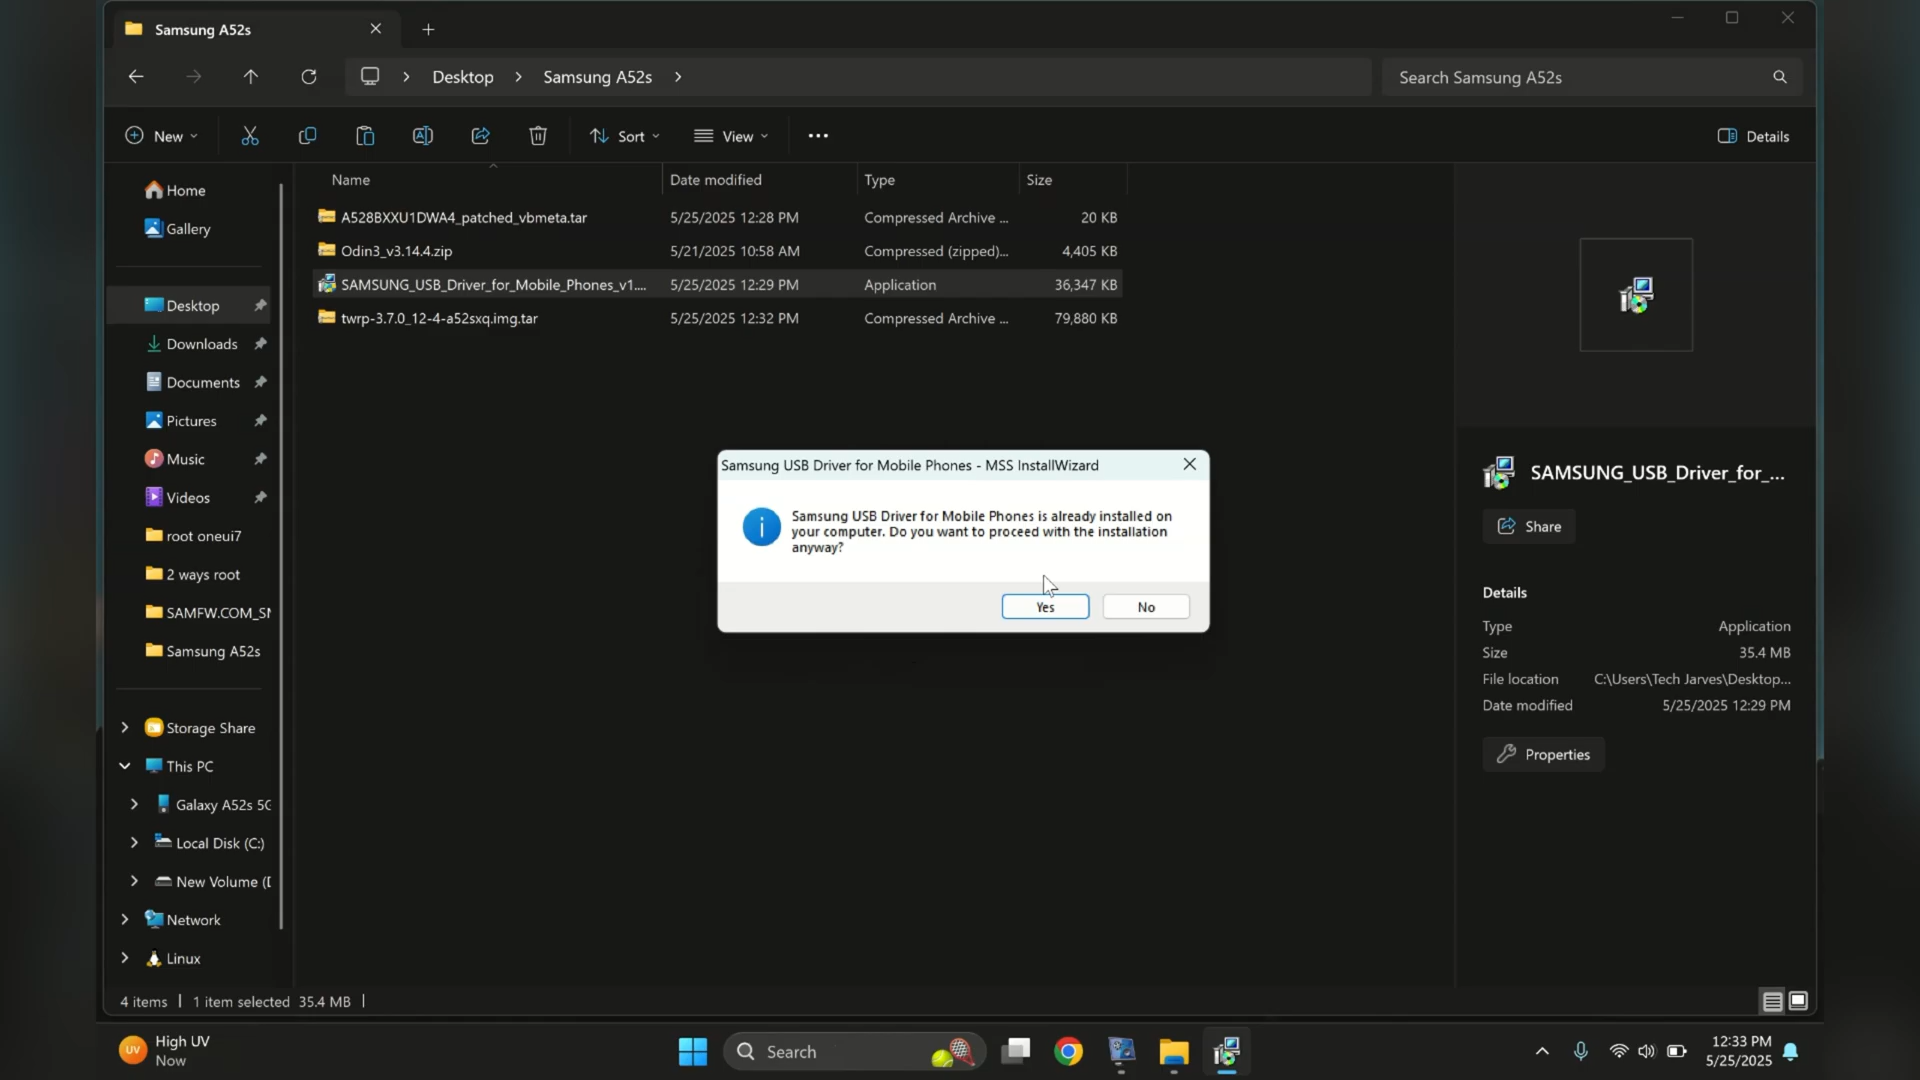 Samsung A52s
Desktop
Samsung A52s
Search Samsung A52s
New
Sort
View
Details
Name
Date modified
Type
Size
A528BXXU1DWA4_patched_vbmeta.tar
5/25/2025 12:28 PM
Compressed Archive ...
20 KB
Odin3_v3.14.4.zip
5/21/2025 10:58 AM
Compressed (zipped)...
4,405 KB
SAMSUNG_USB_Driver_for_Mobile_Phones_v1....
5/25/2025 12:29 PM
Application
36,347 KB
twrp-3.7.0_12-4-a52sxq.img.tar
5/25/2025 12:32 PM
Compressed Archive ...
79,880 KB
Home
Gallery
Desktop
Downloads
Documents
Pictures
Music
Videos
root oneui7
2 ways root
SAMFW.COM_SM
Samsung A52s
Storage Share
This PC
Galaxy A52s 5G
Local Disk (C:)
New Volume (D
Network
Linux
Samsung USB Driver for Mobile Phones - MSS InstallWizard
Samsung USB Driver for Mobile Phones is already installed on
your computer. Do you want to proceed with the installation
anyway?
Yes
No
SAMSUNG_USB_Driver_for_...
Share
Details
Type
Application
Size
35.4 MB
File location
C:\Users\Tech Jarves\Desktop...
Date modified
5/25/2025 12:29 PM
Properties
4 items
1 item selected 35.4 MB
UV
High UV
Now
Search
12:33 PM
5/25/2025